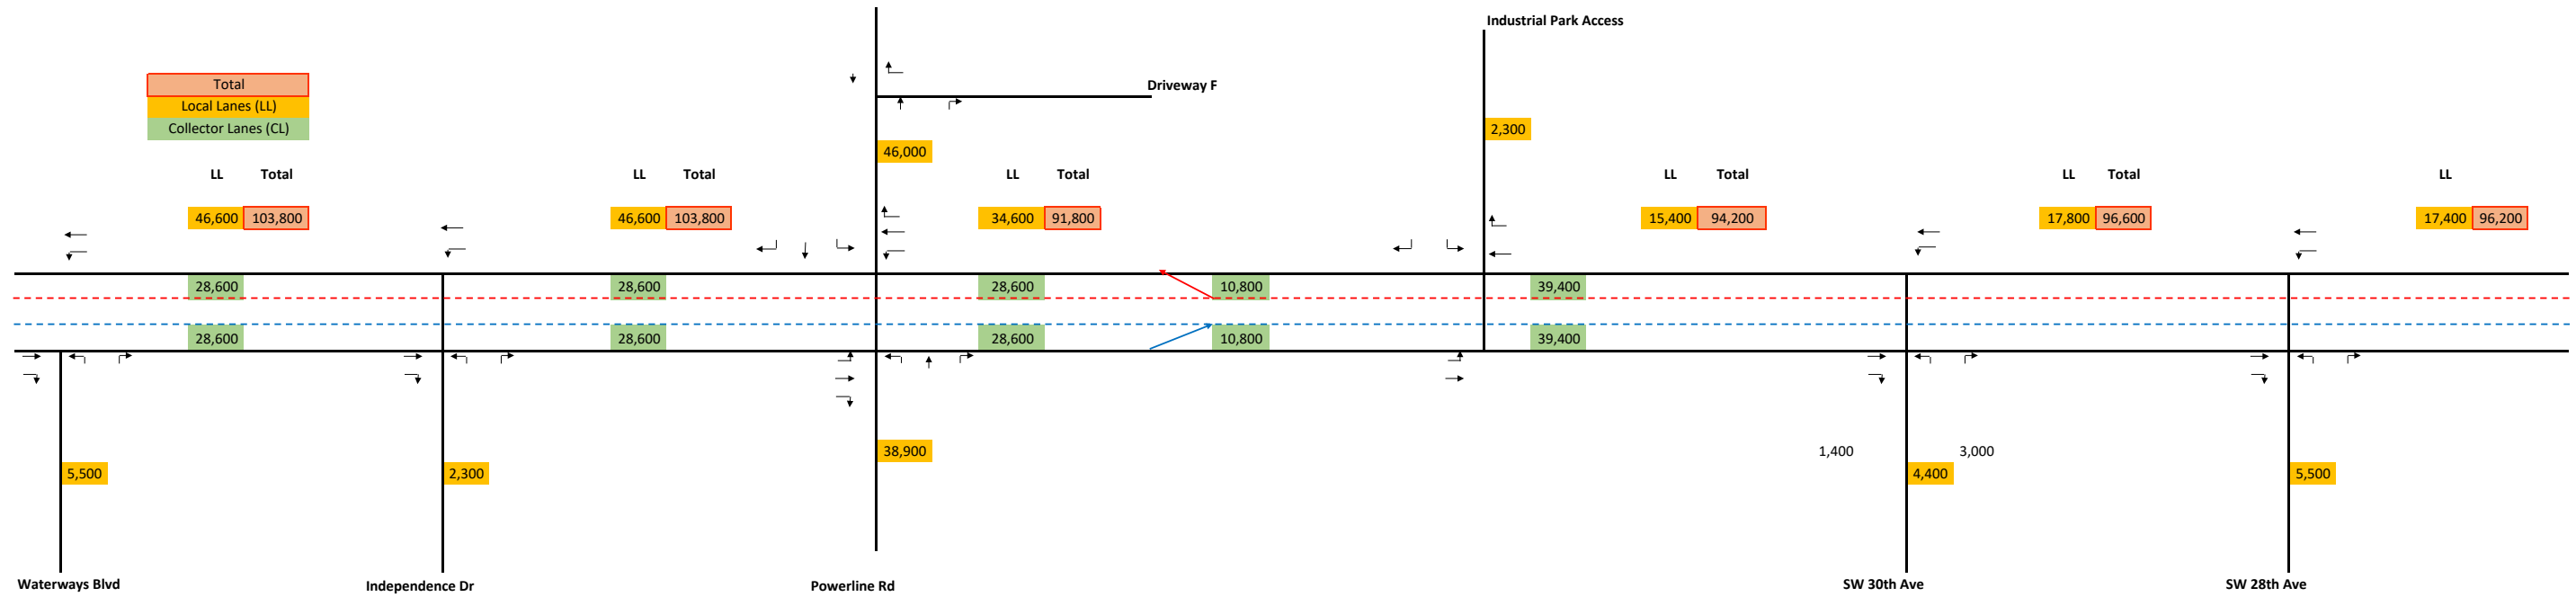 Industrial Park Access
Total
Local Lanes (LL)
Collector Lanes (CL)
Driveway F
2,300
46,000
LL Total
LL Total
LL Total
LL Total
LL Total
LL
46,600 103,800
46,600 103,800
34,600 91,800
15,400 94,200
17,800 96,600
17,400 96,200
28,600
28,600
28,600
10,800
39,400
28,600
28,600
28,600
10,800
39,400
38,900
1,400
3,000
5,500
2,300
4,400
5,500
Waterways Blvd
Independence Dr
Powerline Rd
SW 30th Ave
SW 28th Ave